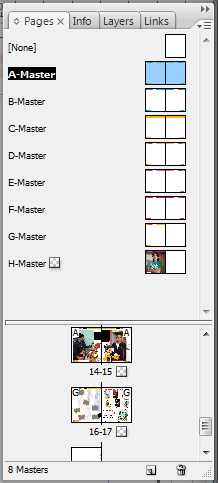 Pages Info Layers Links
[None]
A-Master
B-Master
C-Master
D-Master
E-Master
F-Master
G-Master
H-Master
A A
14-15
G G
16-17
8 Masters